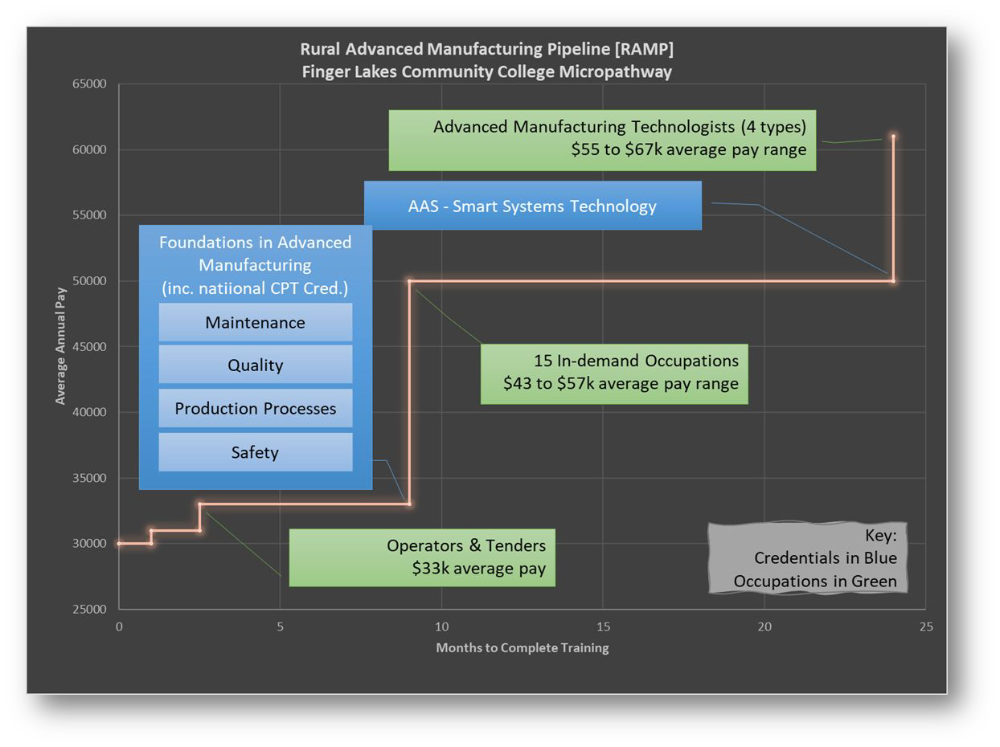 Rural Advanced Manufacturing Pipeline [RAMP]
Finger Lakes Community College Micropathway
65000
60000
55000
50000
45000
40000
35000
30000
25000
Average Annual Pay
Advanced Manufacturing Technologists (4 types)
$55 to $67k average pay range
AAS - Smart Systems Technology
Foundations in Advanced
Manufacturing
(inc. natiional CPT Cred.)
Maintenance
Quality
Production Processes
Safety
15 In-demand Occupations
$43 to $57k average pay range
Operators & Tenders
$33k average pay
Key:
Credentials in Blue
Occupations in Green
0 5 10 15 20 25
Months to Complete Training